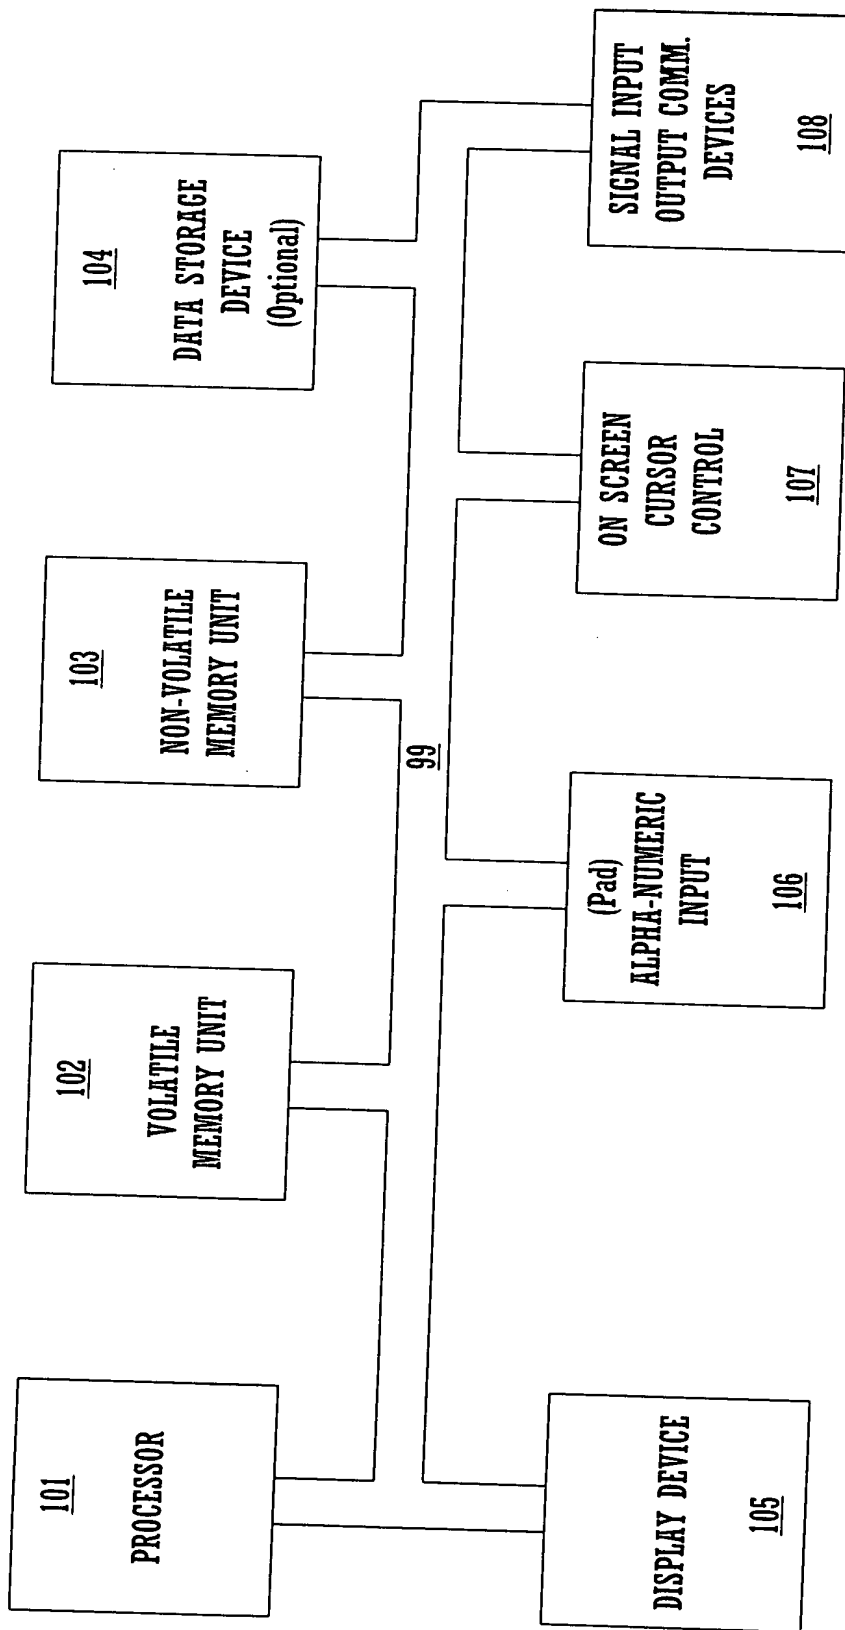 101
PROCESSOR
102
VOLATILE
MEMORY UNIT
103
NON-VOLATILE
MEMORY UNIT
104
DATA STORAGE
DEVICE
(Optional)
99
DISPLAY DEVICE
105
(Pad)
ALPHA-NUMERIC
INPUT
106
ON SCREEN
CURSOR
CONTROL
107
SIGNAL INPUT
OUTPUT COMM.
DEVICES
108